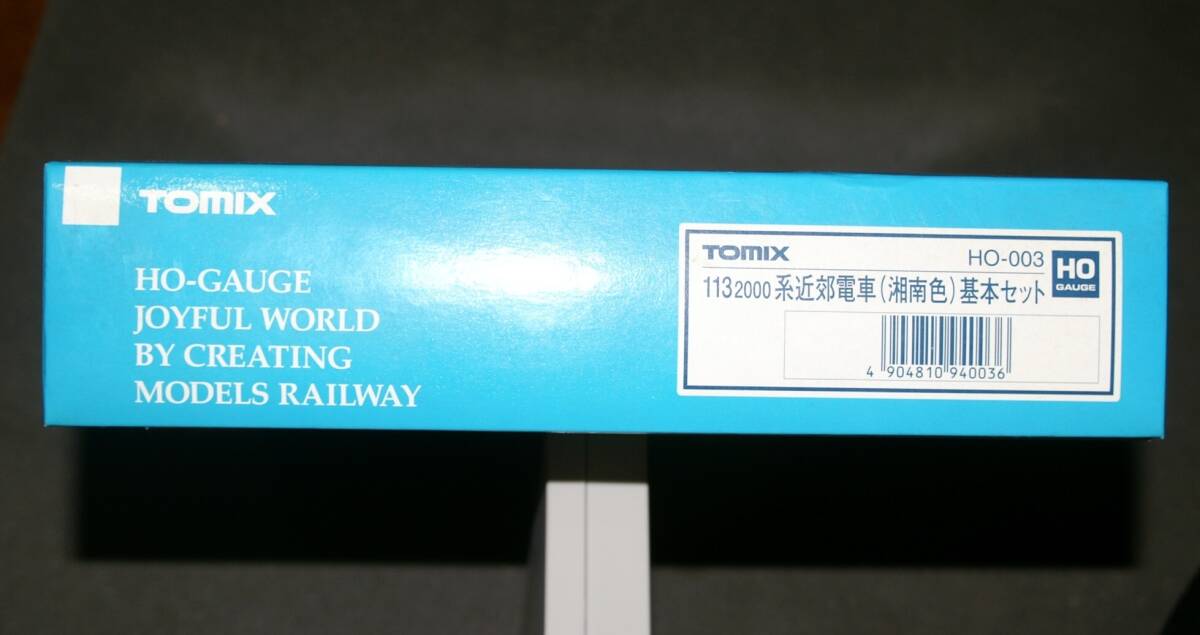 TOMIX
HO-GAUGE
JOYFUL WORLD
BY CREATING
MODELS RAILWAY
TOMIX
HO-003
HO
GAUGE
113 2000 系近郊電車(湘南色)基本セット
4 904810 940036